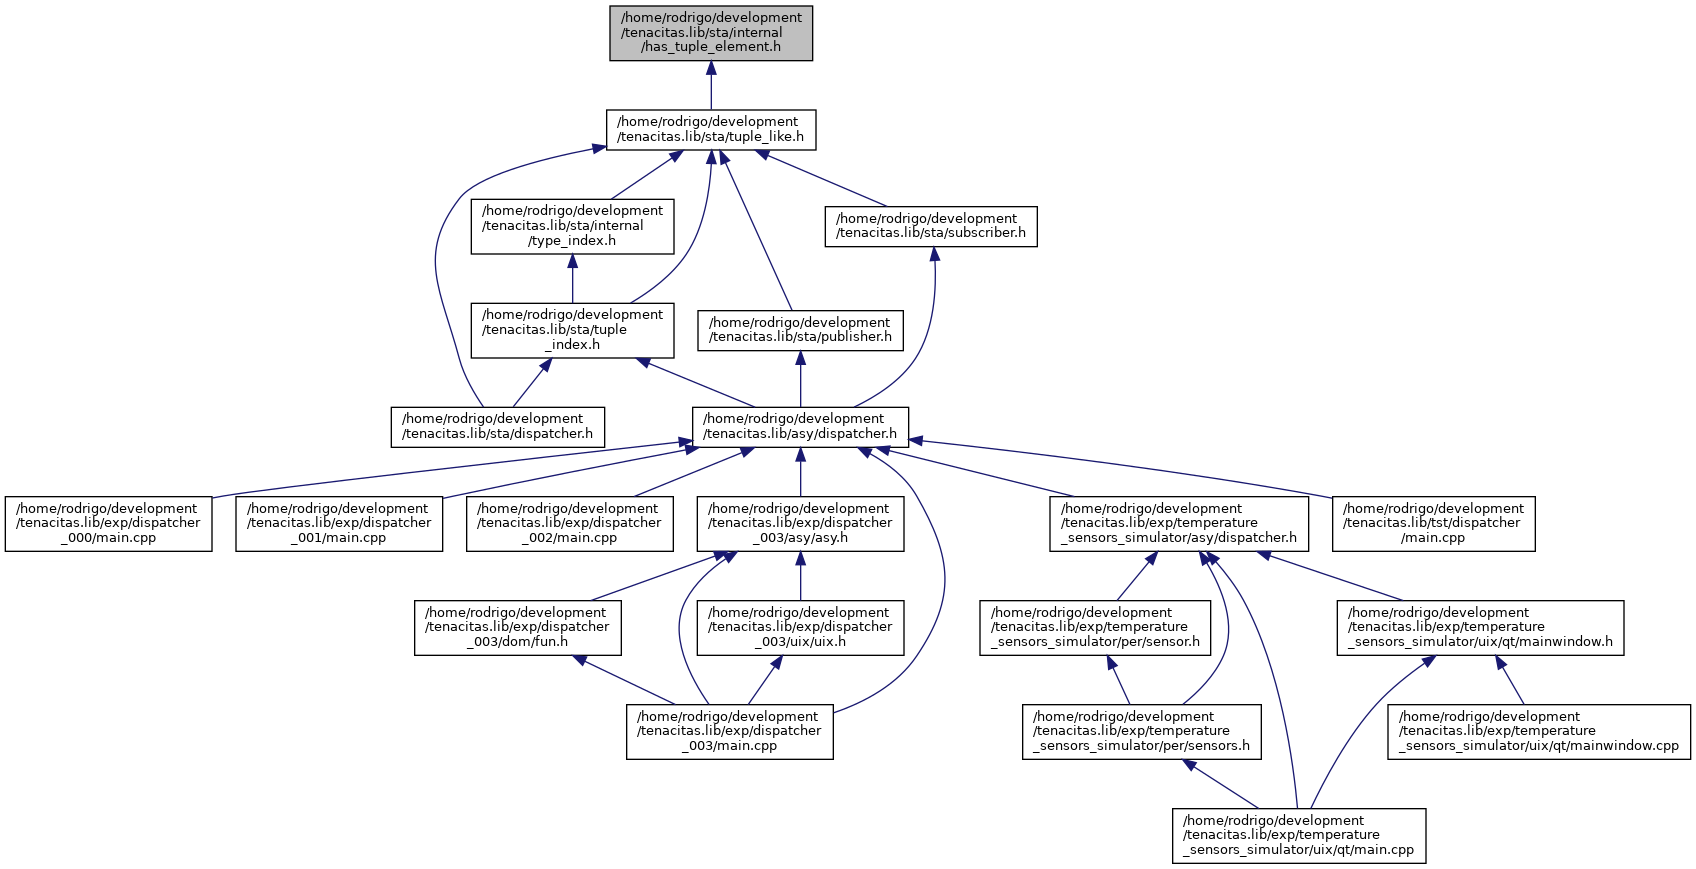 /home/rodrigo/development
/tenacitas.lib/sta/internal
/has_tuple_element.h
/home/rodrigo/development
/tenacitas.lib/sta/tuple_like.h
/home/rodrigo/development
/tenacitas.lib/sta/internal
/type_index.h
/home/rodrigo/development
/tenacitas.lib/sta/subscriber.h
/home/rodrigo/development
/tenacitas.lib/sta/tuple
_index.h
/home/rodrigo/development
/tenacitas.lib/sta/publisher.h
/home/rodrigo/development
/tenacitas.lib/sta/dispatcher.h
/home/rodrigo/development
/tenacitas.lib/asy/dispatcher.h
/home/rodrigo/development
/tenacitas.lib/exp/dispatcher
_000/main.cpp
/home/rodrigo/development
/tenacitas.lib/exp/dispatcher
_001/main.cpp
/home/rodrigo/development
/tenacitas.lib/exp/dispatcher
_002/main.cpp
/home/rodrigo/development
/tenacitas.lib/exp/dispatcher
_003/asy/asy.h
/home/rodrigo/development
/tenacitas.lib/exp/temperature
_sensors_simulator/asy/dispatcher.h
/home/rodrigo/development
/tenacitas.lib/tst/dispatcher
/main.cpp
/home/rodrigo/development
/tenacitas.lib/exp/dispatcher
_003/dom/fun.h
/home/rodrigo/development
/tenacitas.lib/exp/dispatcher
_003/uix/uix.h
/home/rodrigo/development
/tenacitas.lib/exp/temperature
_sensors_simulator/per/sensor.h
/home/rodrigo/development
/tenacitas.lib/exp/temperature
_sensors_simulator/uix/qt/mainwindow.h
/home/rodrigo/development
/tenacitas.lib/exp/dispatcher
_003/main.cpp
/home/rodrigo/development
/tenacitas.lib/exp/temperature
_sensors_simulator/per/sensors.h
/home/rodrigo/development
/tenacitas.lib/exp/temperature
_sensors_simulator/uix/qt/mainwindow.cpp
/home/rodrigo/development
/tenacitas.lib/exp/temperature
_sensors_simulator/uix/qt/main.cpp